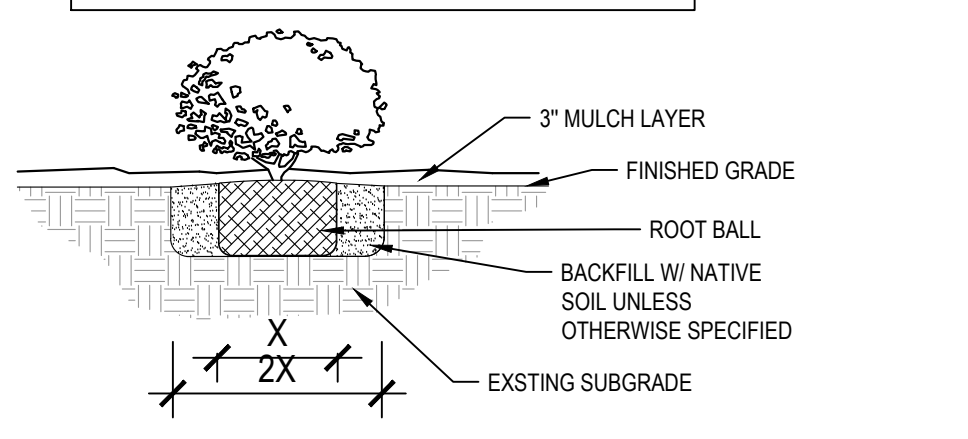 3" MULCH LAYER
FINISHED GRADE
ROOT BALL
BACKFILL W/ NATIVE
SOIL UNLESS
OTHERWISE SPECIFIED
X
2X
EXSTING SUBGRADE